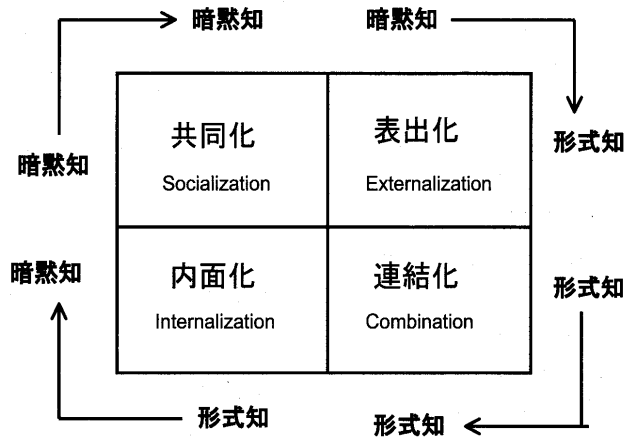 暗黙知
暗黙知
共同化
Socialization
表出化
Externalization
暗黙知
形式知
内面化
Internalization
連結化
Combination
暗黙知
形式知
形式知
形式知